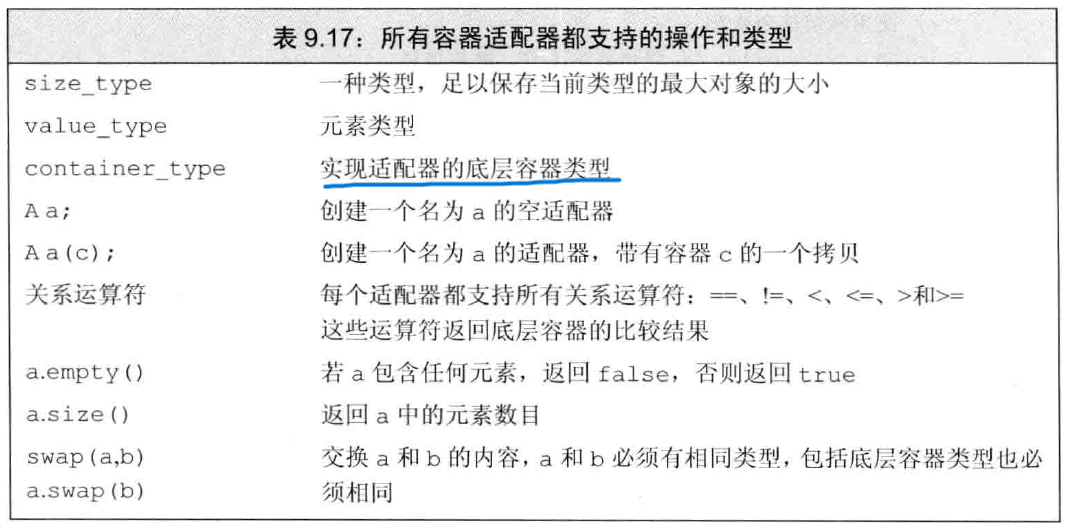 表 9.17：所有容器适配器都支持的操作和类型
size_type 一种类型，足以保存当前类型的最大对象的大小
value_type 元素类型
container_type 实现适配器的底层容器类型
A a; 创建一个名为 a 的空适配器
A a(c); 创建一个名为 a 的适配器，带有容器 c 的一个拷贝
关系运算符 每个适配器都支持所有关系运算符：==、!=、<、<=、>和>=
这些运算符返回底层容器的比较结果
a.empty() 若 a 包含任何元素，返回 false，否则返回 true
a.size() 返回 a 中的元素数目
swap(a,b) 交换 a 和 b 的内容，a 和 b 必须有相同类型，包括底层容器类型也必
a.swap(b) 须相同